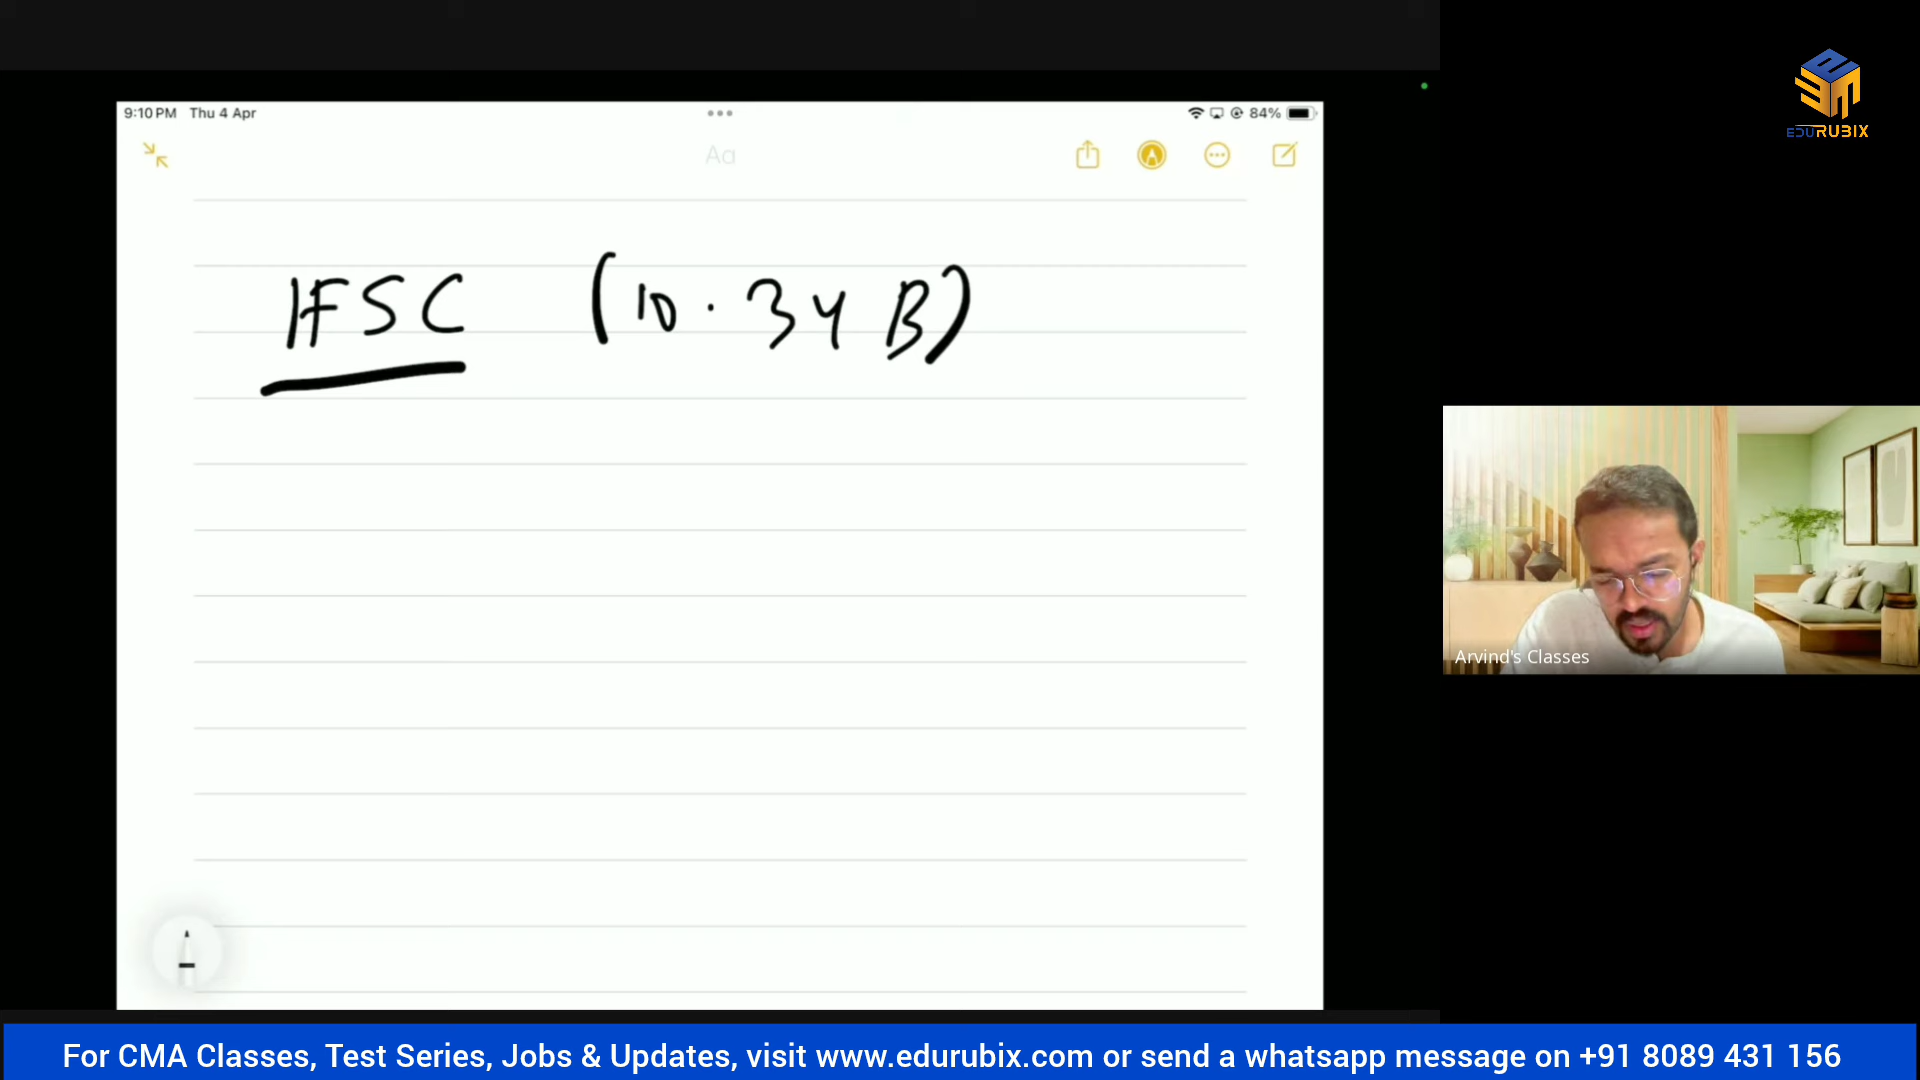 9:10 PM Thu 4 Apr
84%
Aa
IFSC (10.34 B)
EDURUBIX
Arvind's Classes
For CMA Classes, Test Series, Jobs & Updates, visit www.edurubix.com or send a whatsapp message on +91 8089 431 156